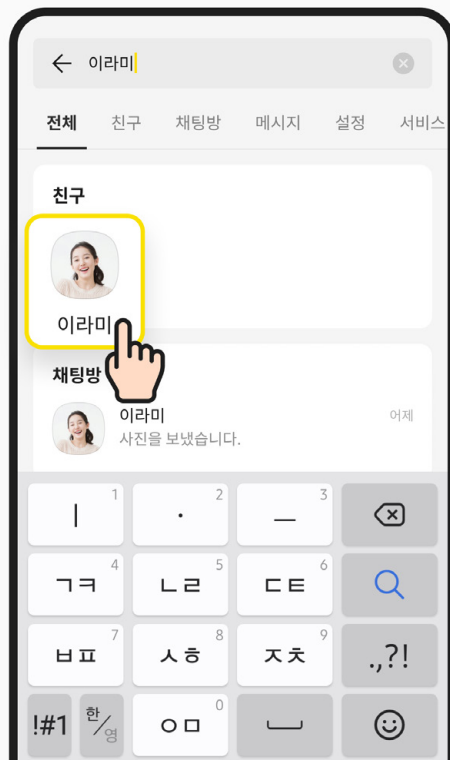 이라미
전체 친구 채팅방 메시지 설정 서비스
친구
이라미
채팅방
이라미 어제
사진을 보냈습니다.
ㅣ 1 · 2 ㅡ 3
ㄱㅋ 4 ㄴㄹ 5 ㄷㅌ 6
ㅂㅍ 7 ㅅㅎ 8 ㅈㅊ 9 .,?!
!#1 한/영 ㅇㅁ 0